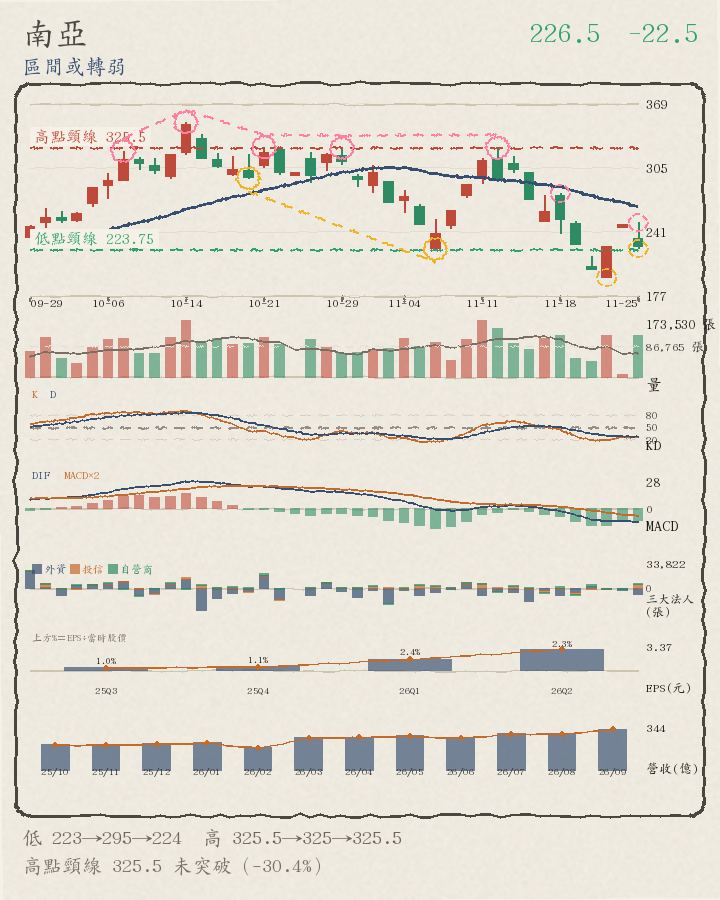 南亞
226.5 -22.5
區間或轉弱
369
高點頸線 325.5
305
241
低點頸線 223.75
177
09-29 10-06 10-14 10-21 10-29 11-04 11-11 11-18 11-25
173,530 張
86,765 張
量
K D
80
50
20
KD
DIF MACD×2
28
0
MACD
外資 投信 自營商
33,822
0
三大法人
(張)
上方%=EPS÷當時股價
1.0% 1.1% 2.4% 2.3%
3.37
25Q3 25Q4 26Q1 26Q2
EPS(元)
344
25/10 25/11 25/12 26/01 26/02 26/03 26/04 26/05 26/06 26/07 26/08 26/09
營收(億)
低 223→295→224 高 325.5→325→325.5
高點頸線 325.5 未突破 (-30.4%)